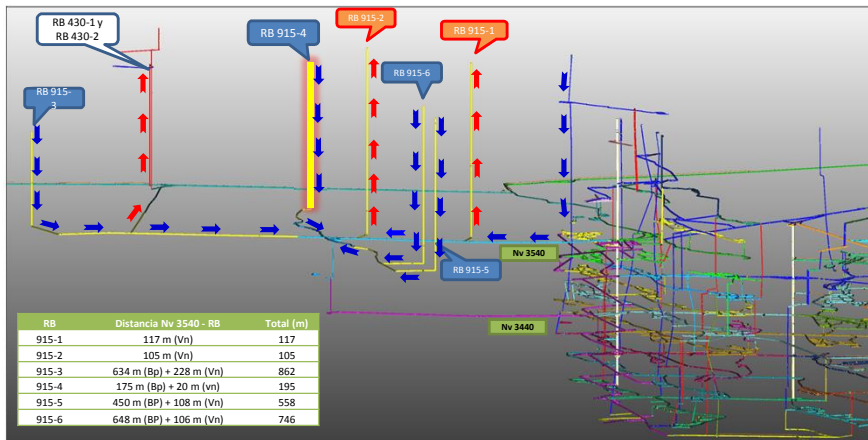 RB 430-1 y
RB 430-2
RB 915-4
RB 915-2
RB 915-1
RB 915-
3
RB 915-6
RB 915-5
Nv 3540
Nv 3440
RB Distancia Nv 3540 - RB Total (m)
915-1 117 m (Vn) 117
915-2 105 m (Vn) 105
915-3 634 m (Bp) + 228 m (Vn) 862
915-4 175 m (Bp) + 20 m (vn) 195
915-5 450 m (BP) + 108 m (Vn) 558
915-6 648 m (BP) + 106 m (Vn) 746